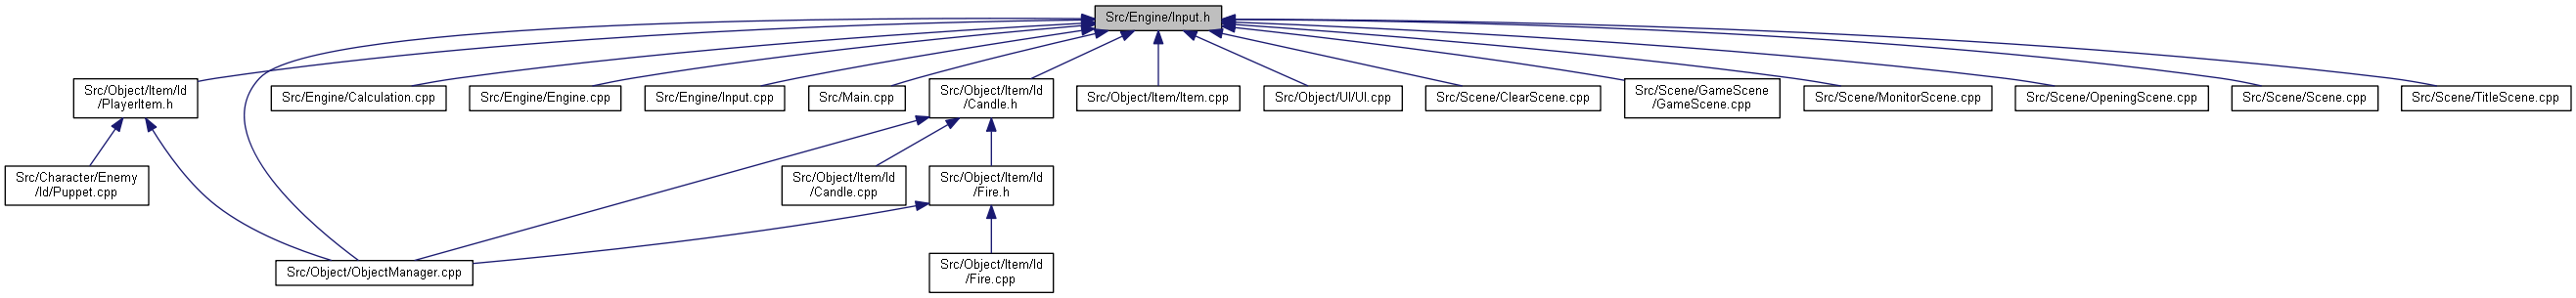 Src/Engine/Input.h
Src/Object/Item/Id
/PlayerItem.h
Src/Engine/Calculation.cpp
Src/Engine/Engine.cpp
Src/Engine/Input.cpp
Src/Main.cpp
Src/Object/Item/Id
/Candle.h
Src/Object/Item/Item.cpp
Src/Object/UI/UI.cpp
Src/Scene/ClearScene.cpp
Src/Scene/GameScene
/GameScene.cpp
Src/Scene/MonitorScene.cpp
Src/Scene/OpeningScene.cpp
Src/Scene/Scene.cpp
Src/Scene/TitleScene.cpp
Src/Character/Enemy
/Id/Puppet.cpp
Src/Object/Item/Id
/Candle.cpp
Src/Object/Item/Id
/Fire.h
Src/Object/ObjectManager.cpp
Src/Object/Item/Id
/Fire.cpp